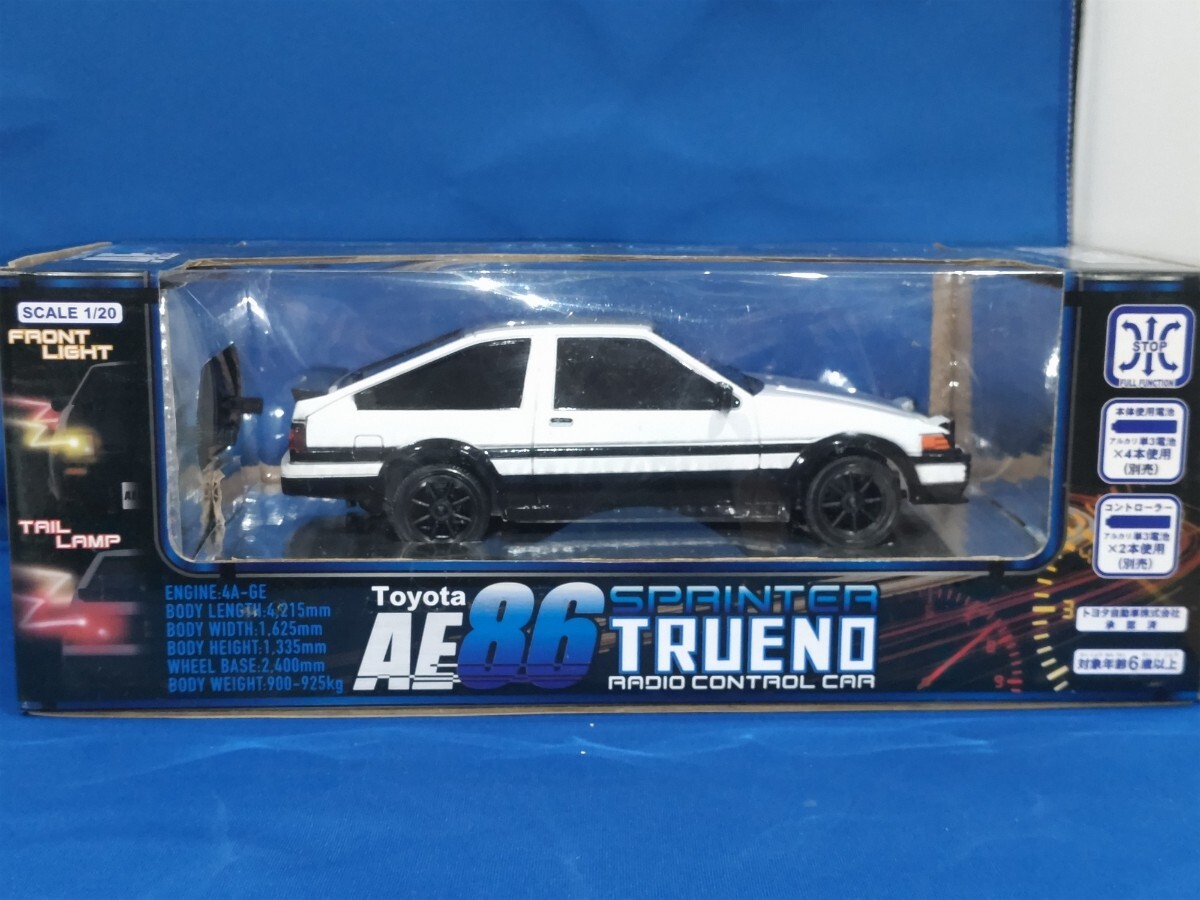 SCALE 1/20
FRONT
LIGHT
TAIL
LAMP
ENGINE:4A-GE
BODY LENGTH:4,215mm
BODY WIDTH:1,625mm
BODY HEIGHT:1,335mm
WHEEL BASE:2,400mm
BODY WEIGHT:900-925kg
Toyota
AE86
SPRINTER
TRUENO
RADIO CONTROL CAR
STOP
FULL FUNCTION
本体使用電池
アルカリ単3電池
×4本使用
(別売)
コントローラー
アルカリ単3電池
×2本使用
(別売)
トヨタ自動車株式会社
承認済
対象年齢6歳以上